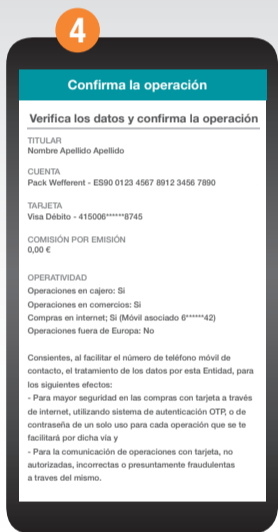 4
Confirma la operación
Verifica los datos y confirma la operación
TITULAR
Nombre Apellido Apellido
CUENTA
Pack Wefferent - ES90 0123 4567 8912 3456 7890
TARJETA
Visa Débito - 415006******8745
COMISIÓN POR EMISIÓN
0,00 €
OPERATIVIDAD
Operaciones en cajero: Si
Operaciones en comercios: Si
Compras en internet; Si (Móvil asociado 6******42)
Operaciones fuera de Europa: No
Consientes, al facilitar el número de teléfono móvil de
contacto, el tratamiento de los datos por esta Entidad, para
los siguientes efectos:
- Para mayor seguridad en las compras con tarjeta a través
de internet, utilizando sistema de autenticación OTP, o de
contraseña de un solo uso para cada operación que se te
facilitará por dicha vía y
- Para la comunicación de operaciones con tarjeta, no
autorizadas, incorrectas o presuntamente fraudulentas
a traves del mismo.